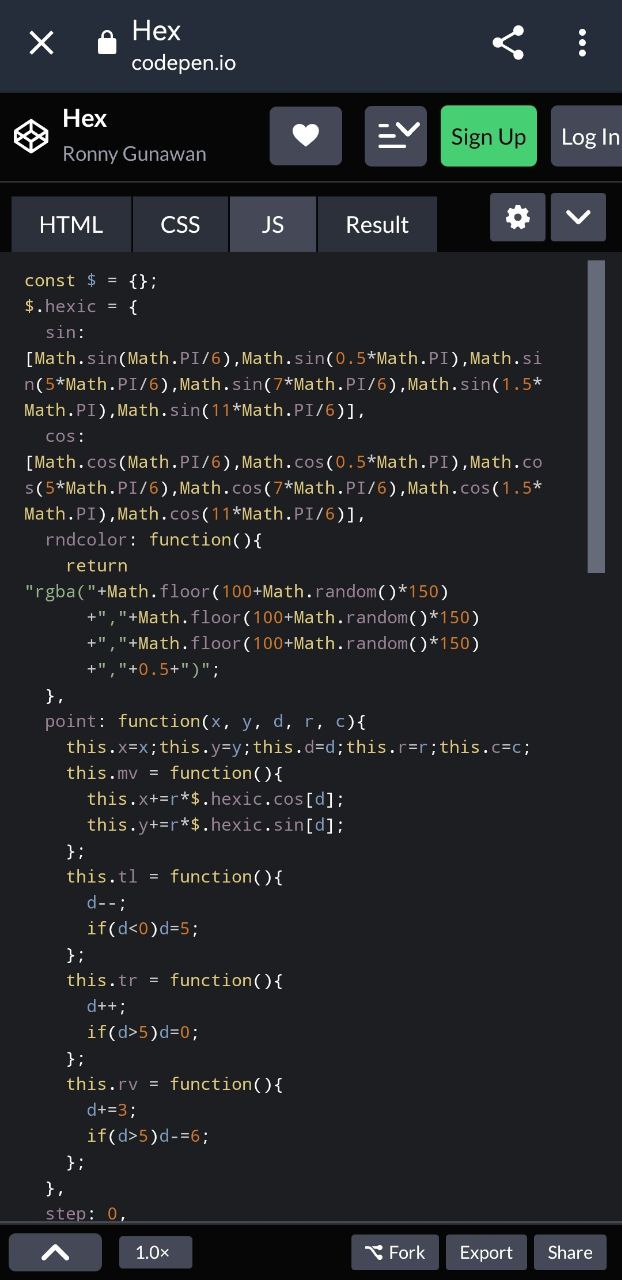 Hex
codepen.io
Hex
Ronny Gunawan
Sign Up
Log In
HTML
CSS
JS
Result
const $ = {};
$.hexic = {
  sin:
[Math.sin(Math.PI/6),Math.sin(0.5*Math.PI),Math.si
n(5*Math.PI/6),Math.sin(7*Math.PI/6),Math.sin(1.5*
Math.PI),Math.sin(11*Math.PI/6)],
  cos:
[Math.cos(Math.PI/6),Math.cos(0.5*Math.PI),Math.co
s(5*Math.PI/6),Math.cos(7*Math.PI/6),Math.cos(1.5*
Math.PI),Math.cos(11*Math.PI/6)],
  rndcolor: function(){
    return
"rgba("+Math.floor(100+Math.random()*150)
      +","+Math.floor(100+Math.random()*150)
      +","+Math.floor(100+Math.random()*150)
      +","+0.5+")";
  },
  point: function(x, y, d, r, c){
    this.x=x;this.y=y;this.d=d;this.r=r;this.c=c;
    this.mv = function(){
      this.x+=r*$.hexic.cos[d];
      this.y+=r*$.hexic.sin[d];
    };
    this.tl = function(){
      d--;
      if(d<0)d=5;
    };
    this.tr = function(){
      d++;
      if(d>5)d=0;
    };
    this.rv = function(){
      d+=3;
      if(d>5)d-=6;
    };
  },
  step: 0,
1.0×
Fork
Export
Share